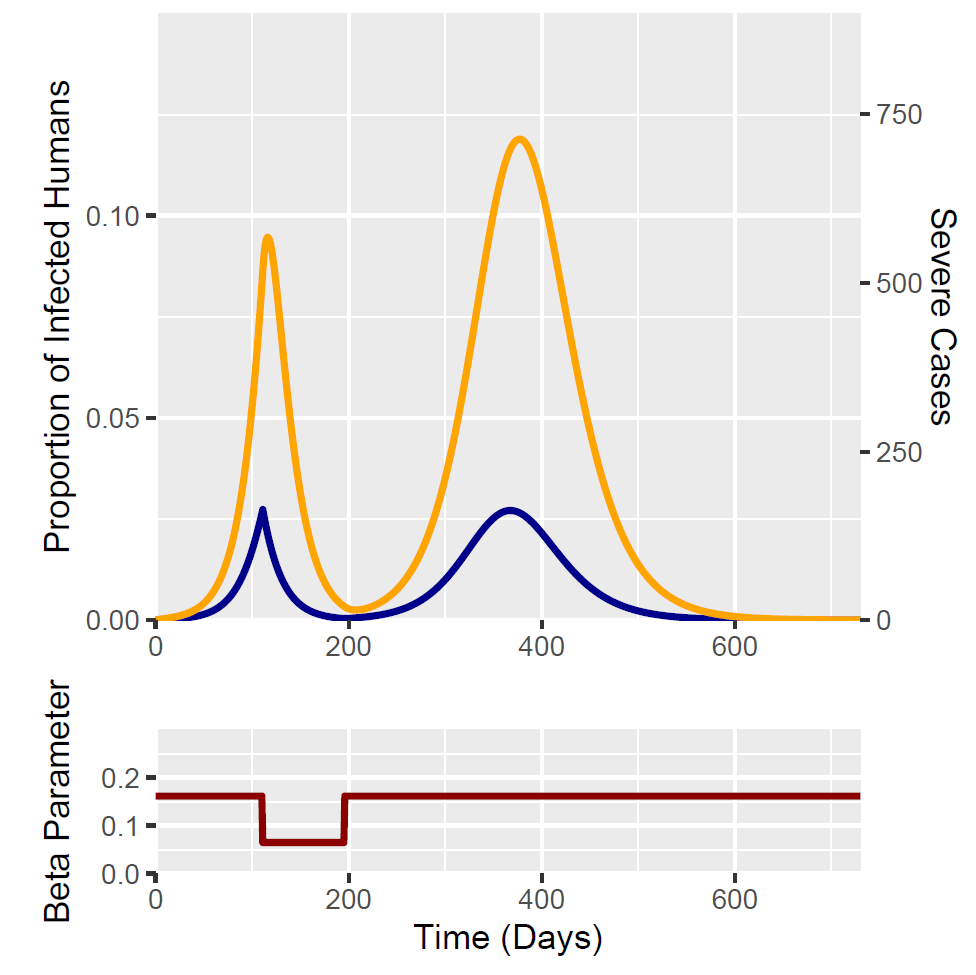 Proportion of Infected Humans
0.10
0.05
0.00
0 200 400 600
750
500
250
0
Severe Cases
Beta Parameter
0.2
0.1
0.0
0 200 400 600
Time (Days)